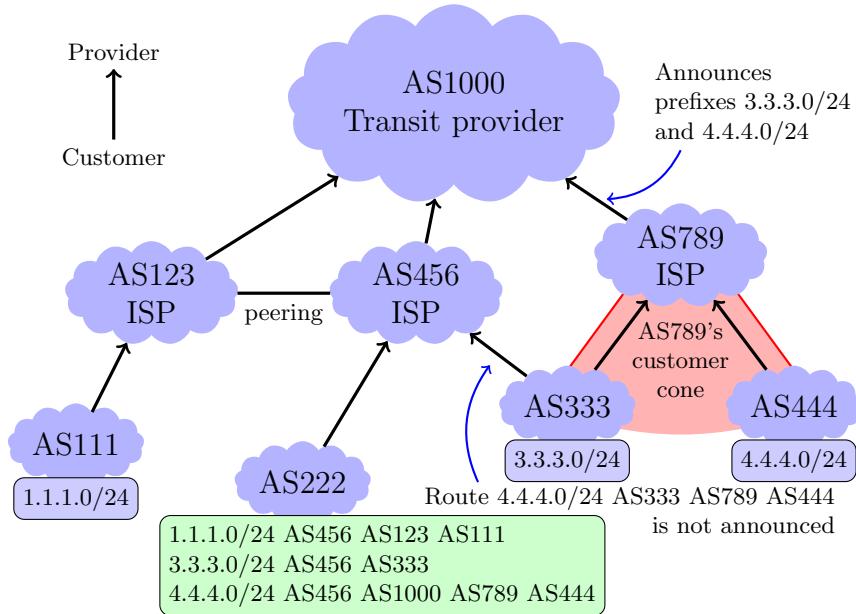 Provider
Customer
AS1000
Transit provider
Announces
prefixes 3.3.3.0/24
and 4.4.4.0/24
AS123
ISP
peering
AS456
ISP
AS789
ISP
AS789's
customer
cone
AS111
1.1.1.0/24
AS222
AS333
3.3.3.0/24
AS444
4.4.4.0/24
Route 4.4.4.0/24 AS333 AS789 AS444
is not announced
1.1.1.0/24 AS456 AS123 AS111
3.3.3.0/24 AS456 AS333
4.4.4.0/24 AS456 AS1000 AS789 AS444